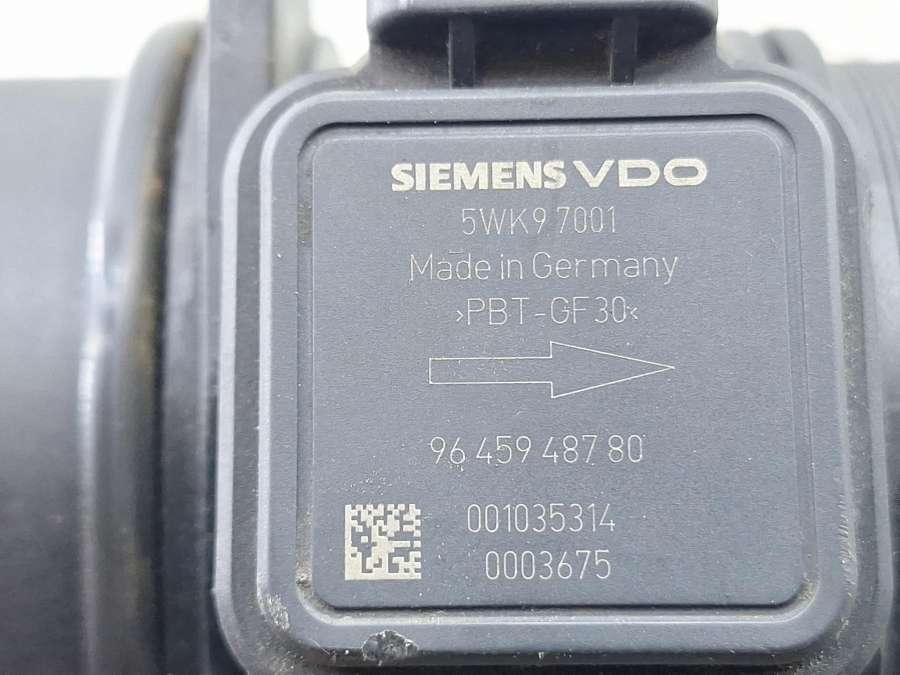 SIEMENS VDO
5WK9 7001
Made in Germany
>PBT-GF30<
96 459 487 80
001035314
0003675